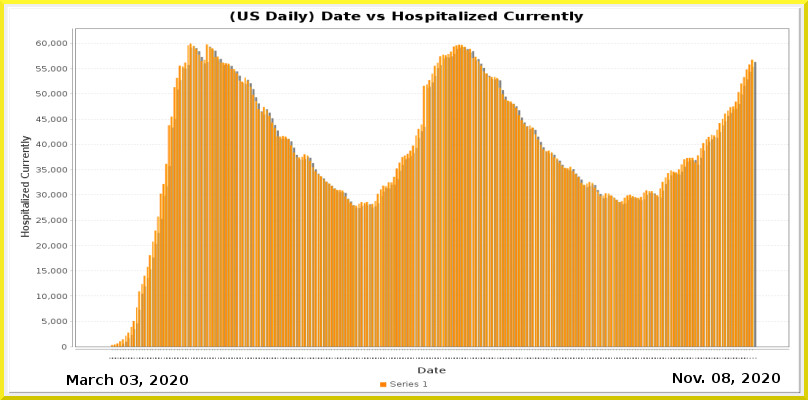 (US Daily) Date vs Hospitalized Currently
Hospitalized Currently
60,000
55,000
50,000
45,000
40,000
35,000
30,000
25,000
20,000
15,000
10,000
5,000
0
Date
March 03, 2020
Nov. 08, 2020
Series 1